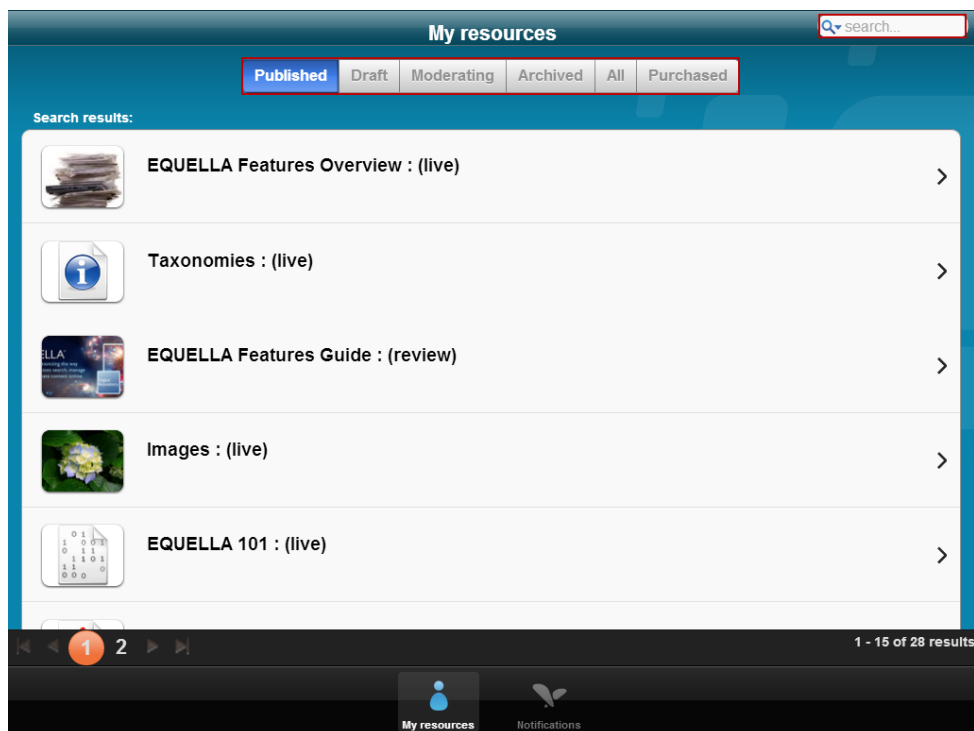 My resources
search...
Published Draft Moderating Archived All Purchased
Search results:
EQUELLA Features Overview : (live)
Taxonomies : (live)
EQUELLA Features Guide : (review)
Images : (live)
EQUELLA 101 : (live)
1 2
1 - 15 of 28 results
My resources Notifications